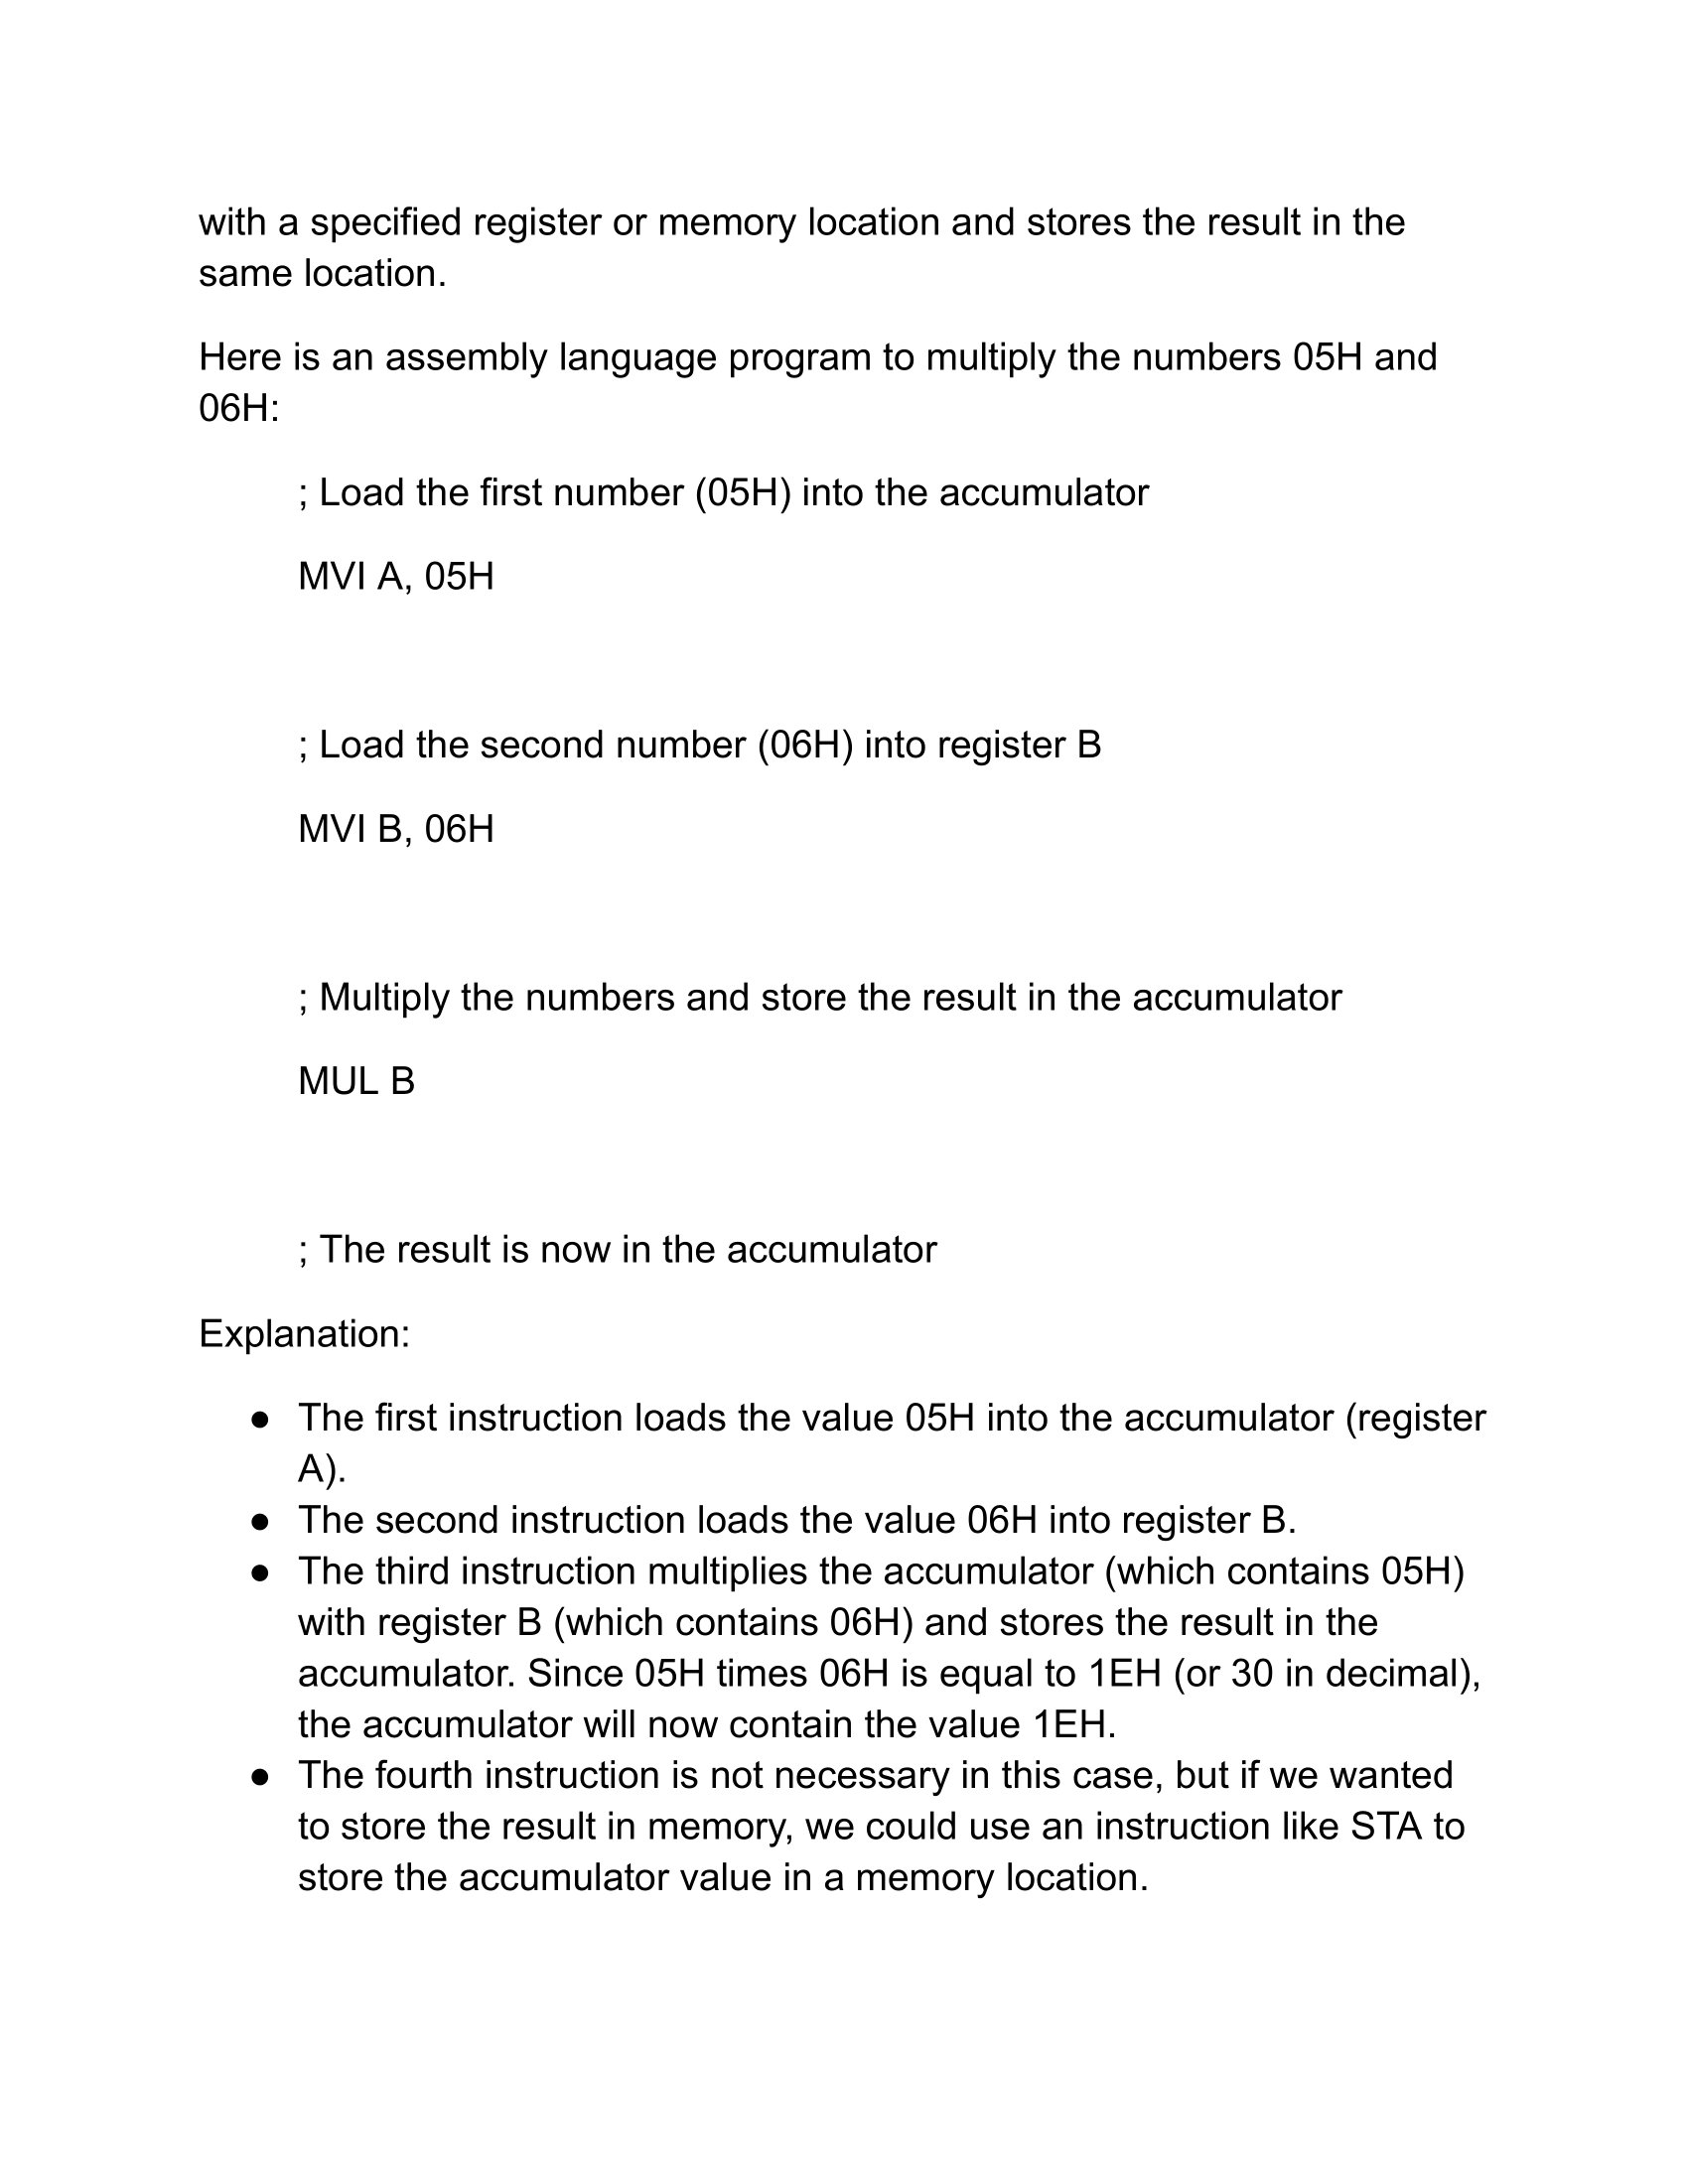 with a specified register or memory location and stores the result in the
same location.
Here is an assembly language program to multiply the numbers 05H and
06H:
; Load the first number (05H) into the accumulator
MVI A, 05H
; Load the second number (06H) into register B
MVI B, 06H
; Multiply the numbers and store the result in the accumulator
MUL B
; The result is now in the accumulator
Explanation:
● The first instruction loads the value 05H into the accumulator (register
A).
● The second instruction loads the value 06H into register B.
● The third instruction multiplies the accumulator (which contains 05H)
with register B (which contains 06H) and stores the result in the
accumulator. Since 05H times 06H is equal to 1EH (or 30 in decimal),
the accumulator will now contain the value 1EH.
● The fourth instruction is not necessary in this case, but if we wanted
to store the result in memory, we could use an instruction like STA to
store the accumulator value in a memory location.